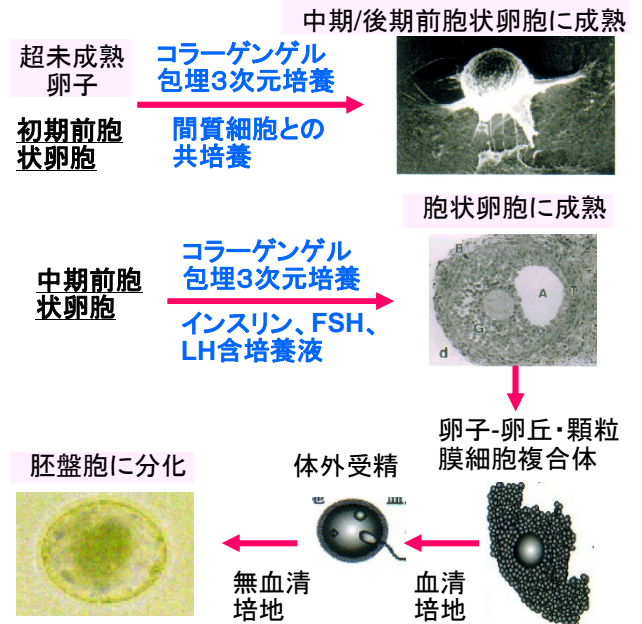 中期/後期前胞状卵胞に成熟
超未成熟
卵子
コラーゲンゲル
包埋3次元培養
初期前胞
状卵胞
間質細胞との
共培養
胞状卵胞に成熟
中期前胞
状卵胞
コラーゲンゲル
包埋3次元培養
インスリン、FSH、
LH含培養液
B
A
T
G
d
卵子-卵丘・顆粒
膜細胞複合体
胚盤胞に分化
体外受精
無血清
培地
血清
培地